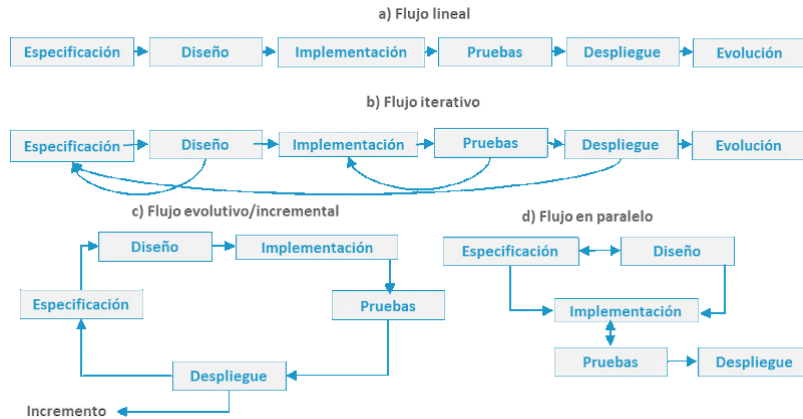 a) Flujo lineal
Especificación Diseño Implementación Pruebas Despliegue Evolución
b) Flujo iterativo
Especificación Diseño Implementación Pruebas Despliegue Evolución
c) Flujo evolutivo/incremental
Diseño Implementación
Especificación Pruebas
Despliegue
Incremento
d) Flujo en paralelo
Especificación Diseño
Implementación
Pruebas Despliegue